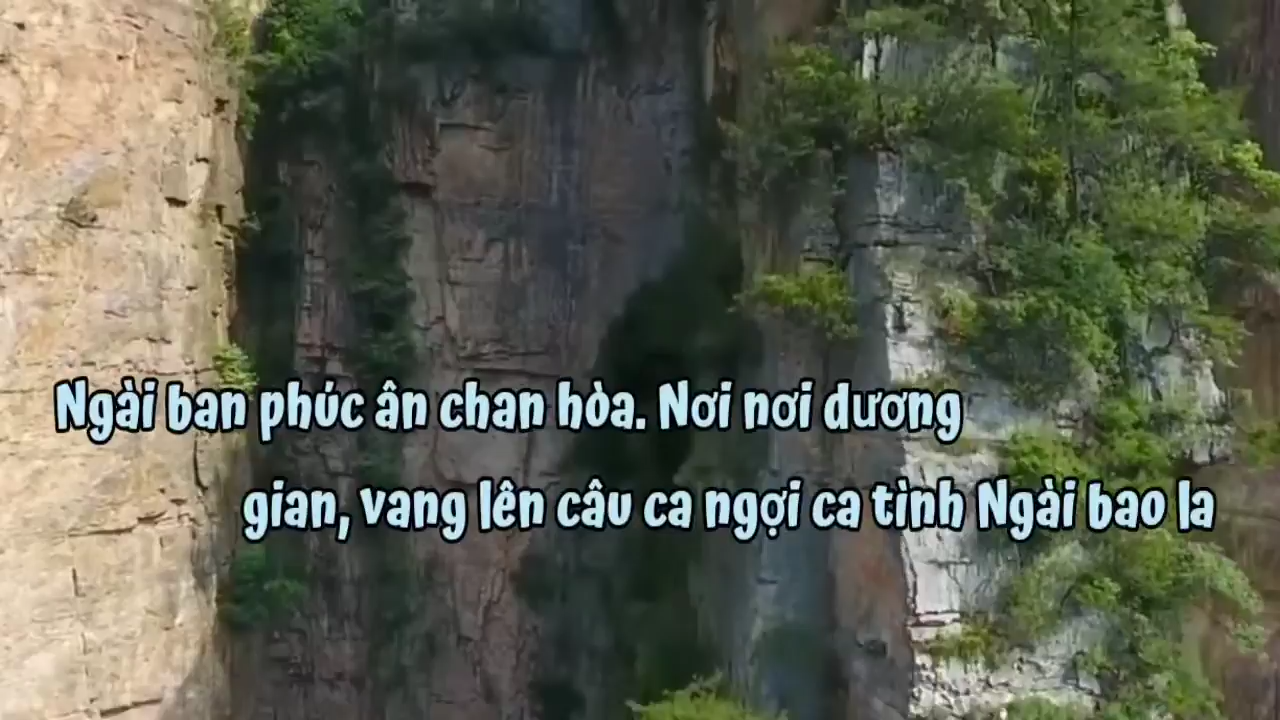 Ngài ban phúc ân chan hòa. Nơi nơi dương
gian, vang lên câu ca ngợi ca tình Ngài bao la